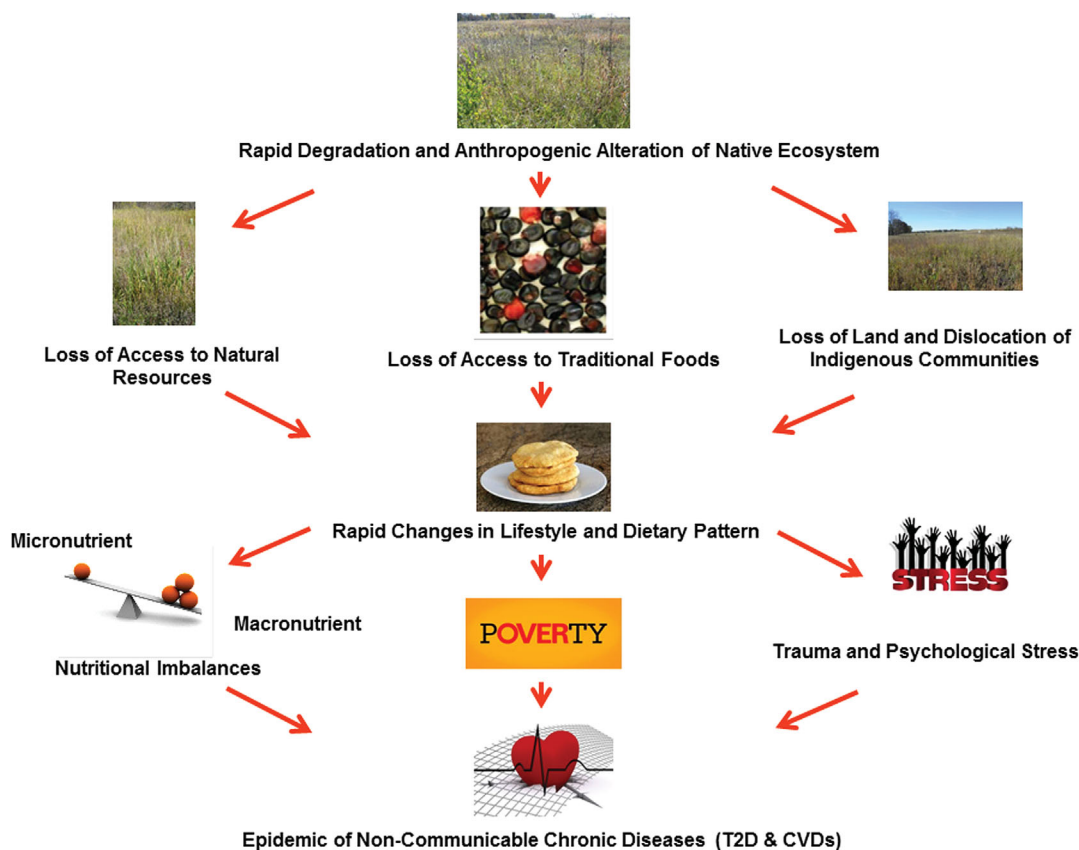 Rapid Degradation and Anthropogenic Alteration of Native Ecosystem
Loss of Access to Natural
Resources
Loss of Access to Traditional Foods
Loss of Land and Dislocation of
Indigenous Communities
Rapid Changes in Lifestyle and Dietary Pattern
Micronutrient
Macronutrient
Nutritional Imbalances
POVERTY
STRESS
Trauma and Psychological Stress
Epidemic of Non-Communicable Chronic Diseases (T2D & CVDs)